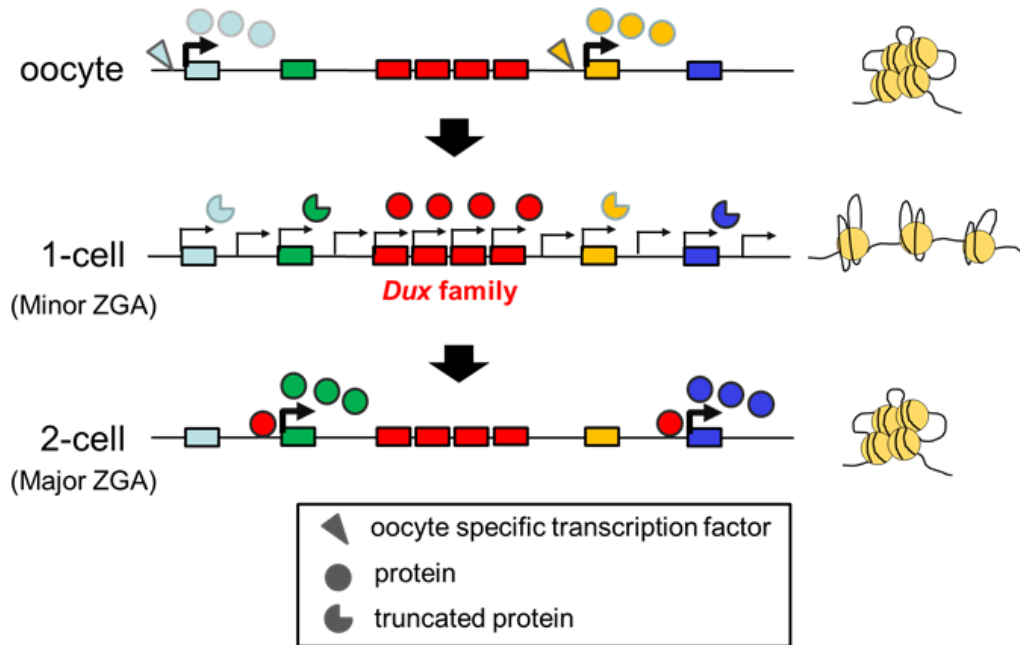 oocyte
1-cell
(Minor ZGA)
Dux family
2-cell
(Major ZGA)
oocyte specific transcription factor
protein
truncated protein